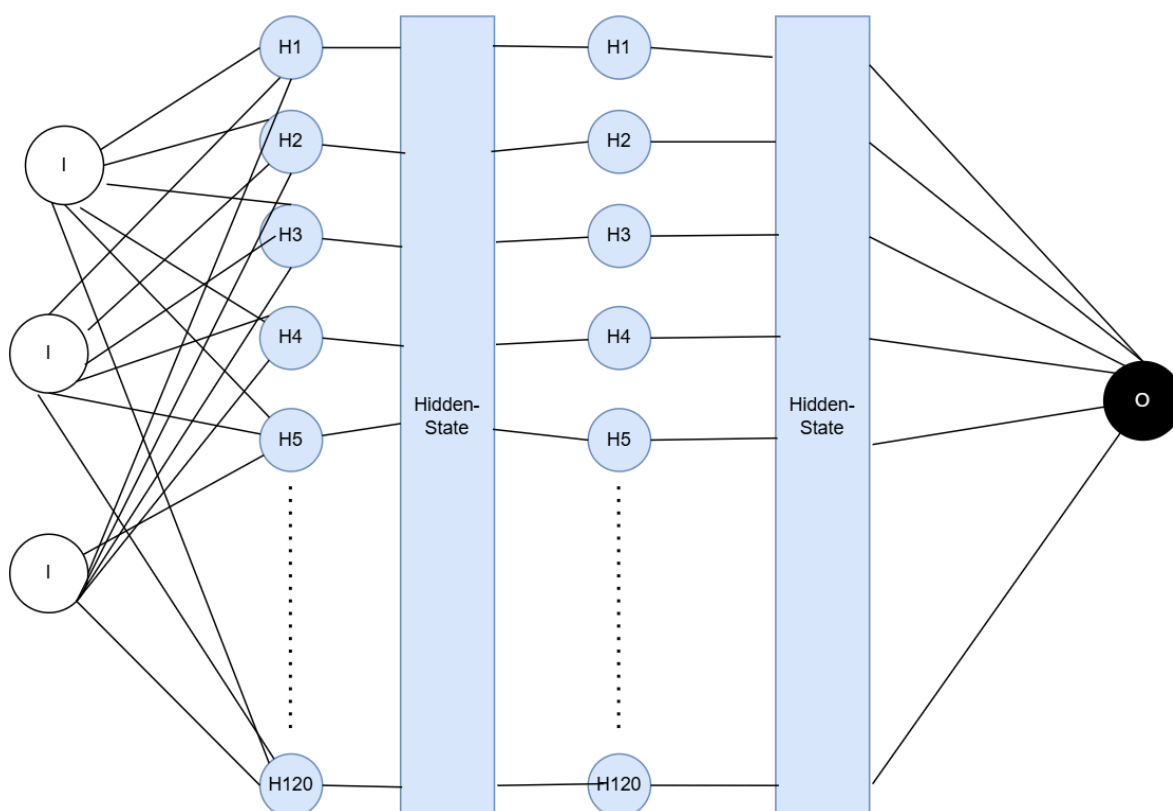 I
I
I
H1
H2
H3
H4
H5
H120
Hidden-
State
H1
H2
H3
H4
H5
H120
Hidden-
State
O